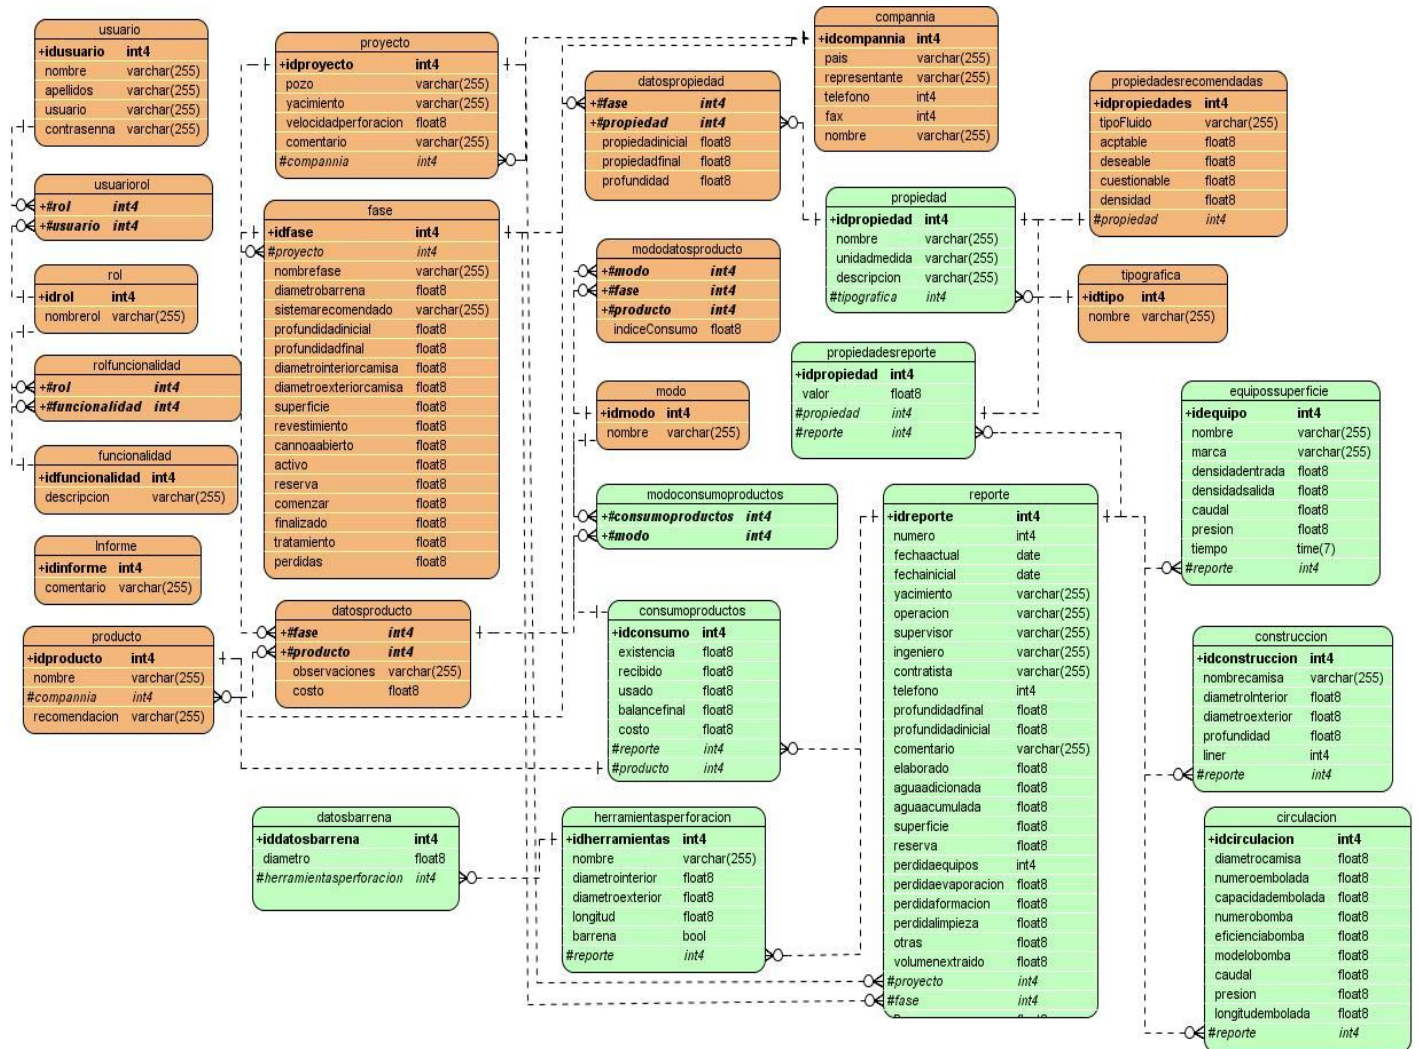 usuario
+idusuario int4
nombre varchar(255)
apellidos varchar(255)
usuario varchar(255)
contrasenna varchar(255)
usuariorol
+#rol int4
+#usuario int4
rol
+idrol int4
nombrerol varchar(255)
rolfuncionalidad
+#rol int4
+#funcionalidad int4
funcionalidad
+idfuncionalidad int4
descripcion varchar(255)
Informe
+idinforme int4
comentario varchar(255)
producto
+idproducto int4
nombre varchar(255)
#compannia int4
recomendacion varchar(255)
proyecto
+idproyecto int4
pozo varchar(255)
yacimiento varchar(255)
velocidadperforacion float8
comentario varchar(255)
#compannia int4
fase
+idfase int4
#proyecto int4
nombrefase varchar(255)
diametrobarrena float8
sistemarecomendado varchar(255)
profundidadinicial float8
profundidadfinal float8
diametrointeriorcamisa float8
diametroexteriorcamisa float8
superficie float8
revestimiento float8
cannoaabierto float8
activo float8
reserva float8
comenzar float8
finalizado float8
tratamiento float8
perdidas float8
datosproducto
+#fase int4
+#producto int4
observaciones varchar(255)
costo float8
datosbarrena
+iddatosbarrena int4
diametro float8
#herramientasperforacion int4
datospropiedad
+#fase int4
+#propiedad int4
propiedadinicial float8
propiedadfinal float8
profundidad float8
mododatosproducto
+#modo int4
+#fase int4
+#producto int4
indiceConsumo float8
modo
+idmodo int4
nombre varchar(255)
modoconsumoproductos
+#consumoproductos int4
+#modo int4
consumoproductos
+idconsumo int4
existencia float8
recibido float8
usado float8
balancefinal float8
costo float8
#reporte int4
#producto int4
herramientasperforacion
+idherramientas int4
nombre varchar(255)
diametrointerior float8
diametroexterior float8
longitud float8
barrena bool
#reporte int4
compannia
+idcompannia int4
pais varchar(255)
representante varchar(255)
telefono int4
fax int4
nombre varchar(255)
propiedad
+idpropiedad int4
nombre varchar(255)
unidadmedida varchar(255)
descripcion varchar(255)
#tipografica int4
propiedadesreporte
+idpropiedad int4
valor float8
#propiedad int4
#reporte int4
reporte
+idreporte int4
numero int4
fechaactual date
fechainicial date
yacimiento varchar(255)
operacion varchar(255)
supervisor varchar(255)
ingeniero varchar(255)
contratista varchar(255)
telefono int4
profundidadfinal float8
profundidadinicial float8
comentario varchar(255)
elaborado float8
aguaadicionada float8
aguaacumulada float8
superficie float8
reserva float8
perdidaequipos int4
perdidaevaporacion float8
perdidaformacion float8
perdidalimpieza float8
otras float8
volumenextraido float8
#proyecto int4
#fase int4
propiedadesrecomendadas
+idpropiedades int4
tipoFluido varchar(255)
acptable float8
deseable float8
cuestionable float8
densidad float8
#propiedad int4
tipografica
+idtipo int4
nombre varchar(255)
equipossuperficie
+idequipo int4
nombre varchar(255)
marca varchar(255)
densidadentrada float8
densidadsalida float8
caudal float8
presion float8
tiempo time(7)
#reporte int4
construccion
+idconstruccion int4
nombrecamisa varchar(255)
diametroInterior float8
diametroexterior float8
profundidad float8
liner int4
#reporte int4
circulacion
+idcirculacion int4
diametrocamisa float8
numeroembolada float8
capacidadembolada float8
numerobomba float8
eficienciabomba float8
modelobomba float8
caudal float8
presion float8
longitudembolada float8
#reporte int4